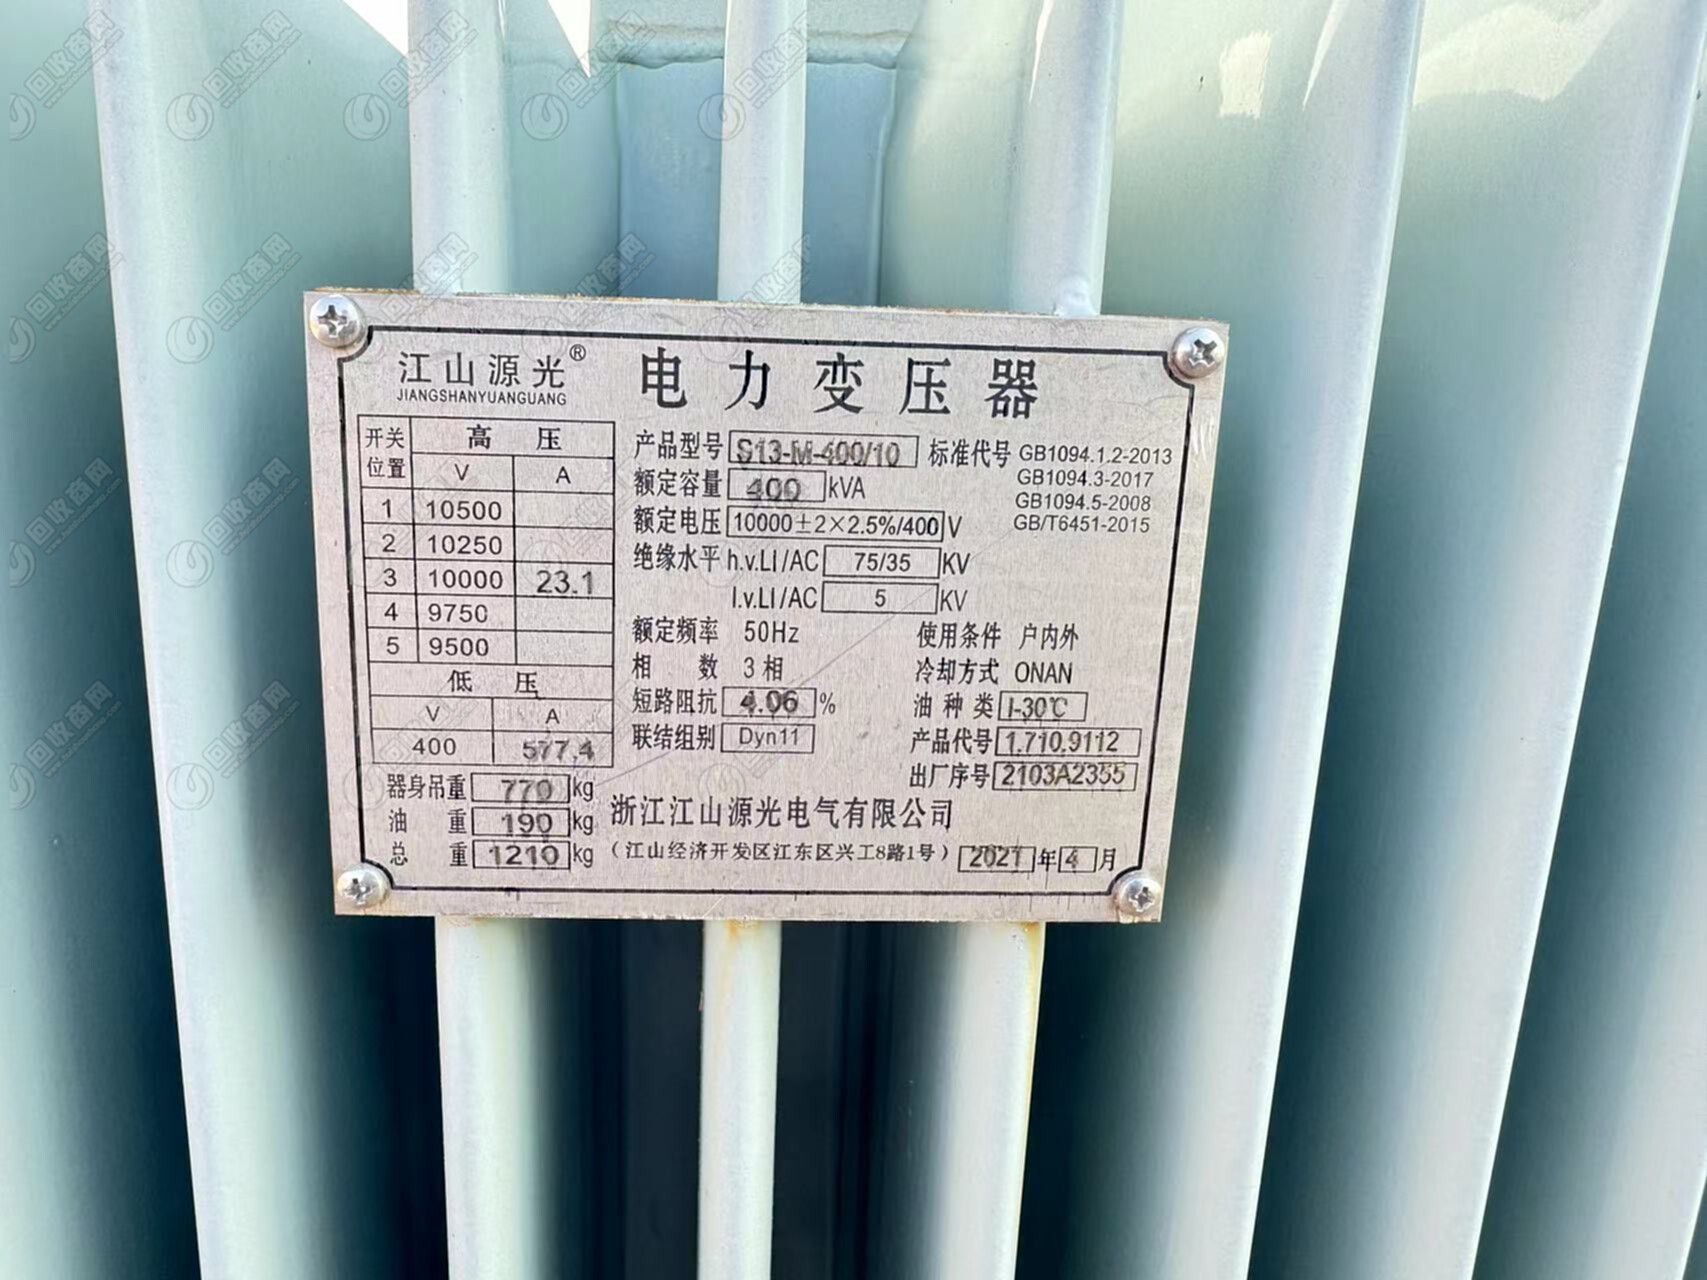 江山源光®
JIANGSHANYUANGUANG
电力变压器
开关位置 高压
V A
1 10500
2 10250
3 10000 23.1
4 9750
5 9500
低压
V A
400 577.4
器身吊重 770 kg
油重 190 kg
总重 1210 kg
产品型号 S13-M-400/10 标准代号 GB1094.1.2-2013
GB1094.3-2017
GB1094.5-2008
GB/T6451-2015
额定容量 400 kVA
额定电压 10000±2×2.5%/400 V
绝缘水平 h.v.LI/AC 75/35 KV
l.v.LI/AC 5 KV
额定频率 50Hz 使用条件 户内外
相数 3相 冷却方式 ONAN
短路阻抗 4.06 % 油种类 I-30℃
联结组别 Dyn11 产品代号 1.710.9112
出厂序号 2103A2355
浙江江山源光电气有限公司
(江山经济开发区江东区兴工8路1号) 2021年4月
回收商网